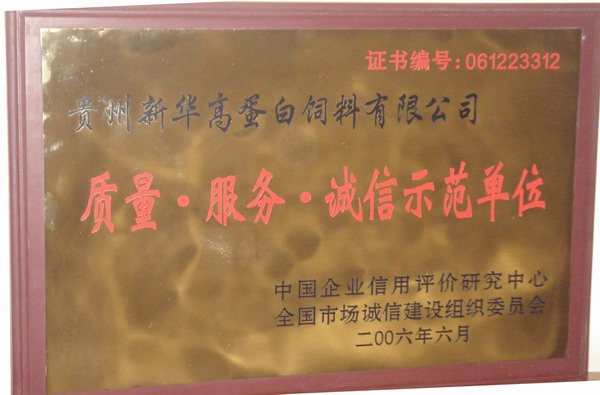 证书编号:061223312
贵州新华高蛋白饲料有限公司
质量·服务·诚信示范单位
中国企业信用评价研究中心
全国市场诚信建设组织委员会
二00六年六月